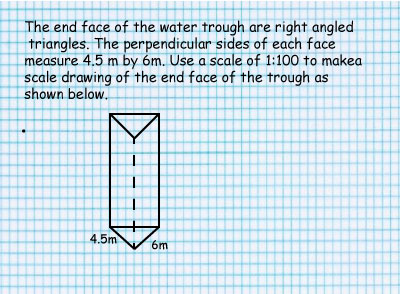 The end face of the water trough are right angled
triangles. The perpendicular sides of each face
measure 4.5 m by 6m. Use a scale of 1:100 to makea
scale drawing of the end face of the trough as
shown below.
4.5m
6m